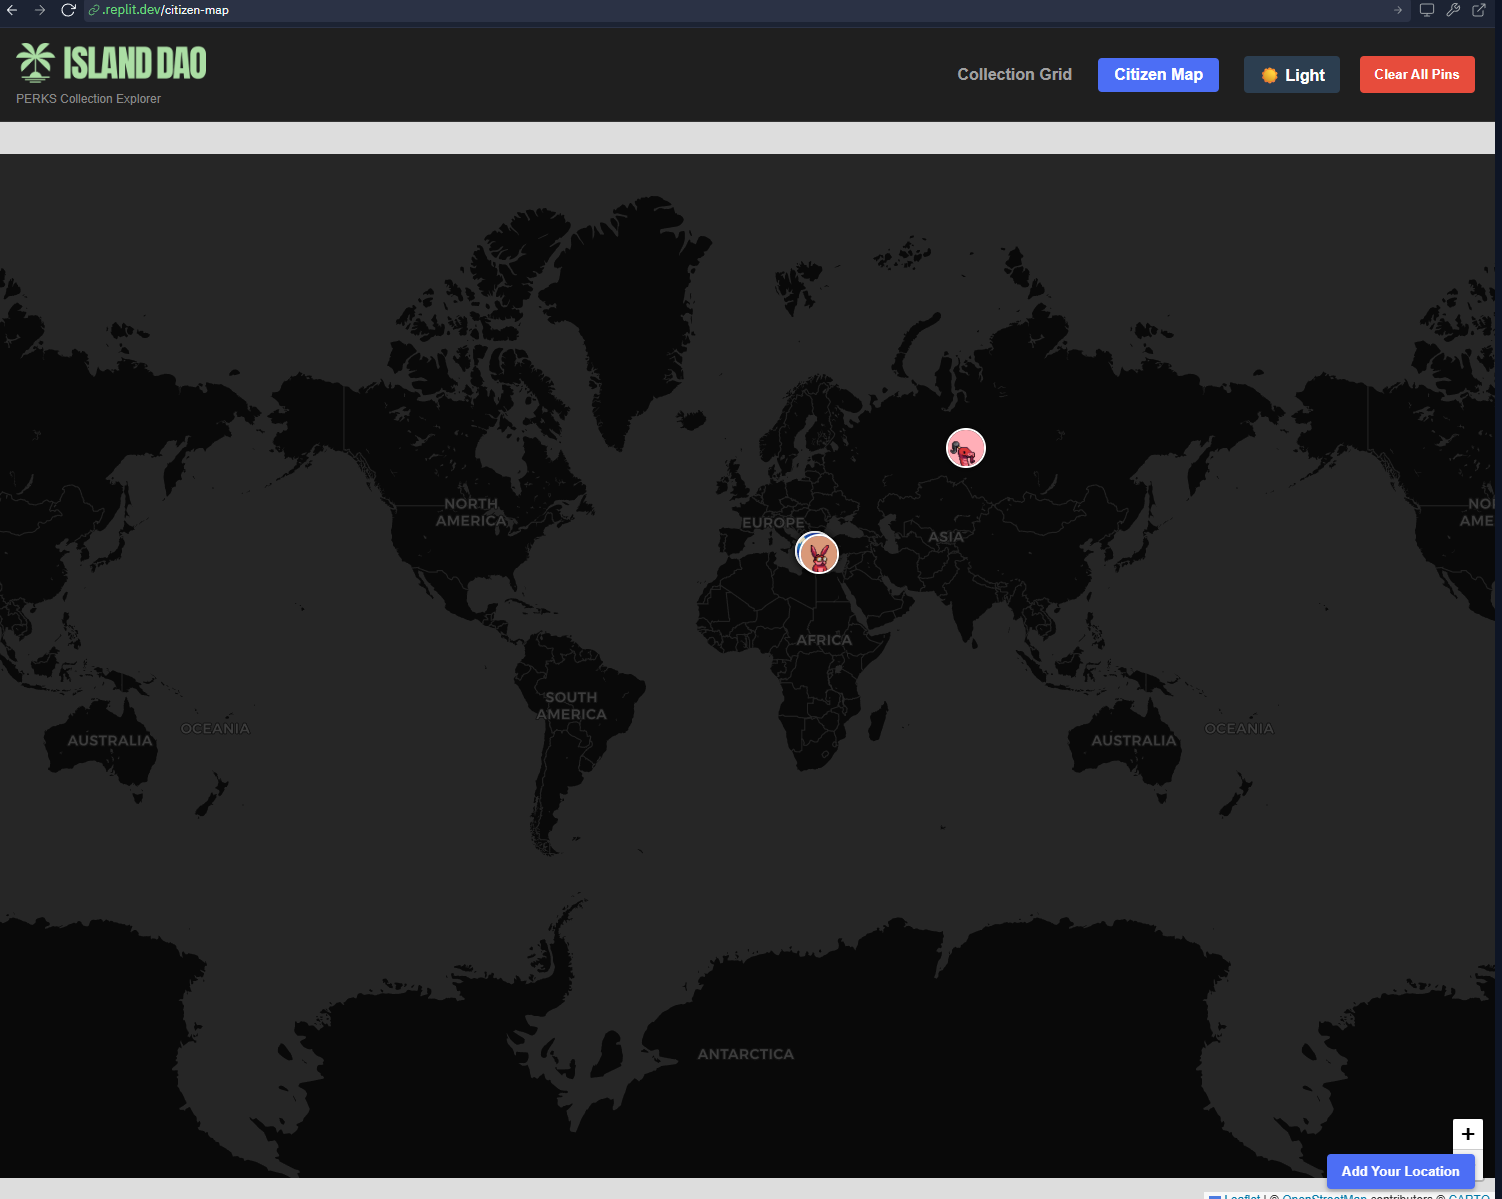 .replit.dev/citizen-map
ISLAND DAO
PERKS Collection Explorer
Collection Grid
Citizen Map
Light
Clear All Pins
NORTH
AMERICA
EUROPE
ASIA
AFRICA
SOUTH
AMERICA
OCEANIA
AUSTRALIA
AUSTRALIA
OCEANIA
NO
AME
ANTARCTICA
+
Add Your Location
Leaflet | © OpenStreetMap contributors © CARTO